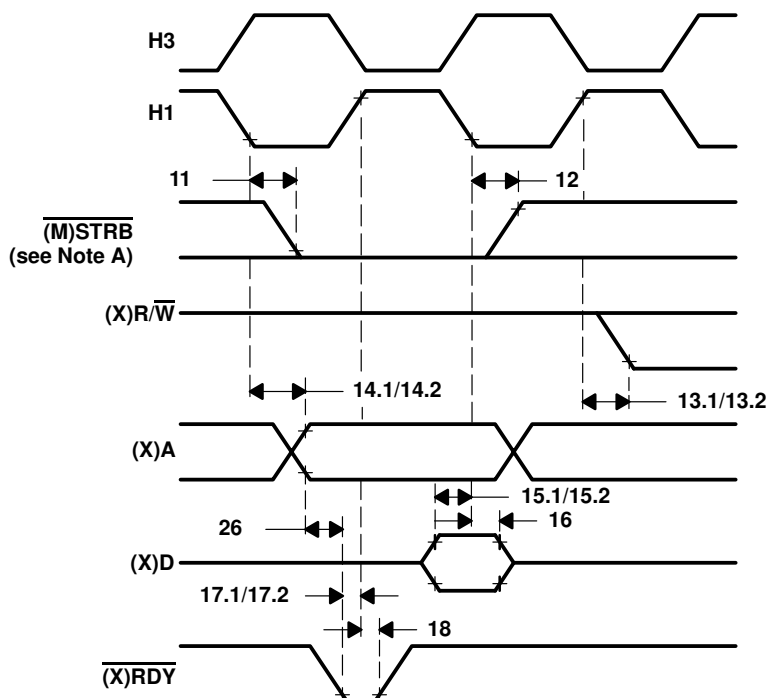 H3
H1
11
12
(M)STRB
(see Note A)
(X)R/W
14.1/14.2
13.1/13.2
(X)A
15.1/15.2
26
16
(X)D
17.1/17.2
18
(X)RDY